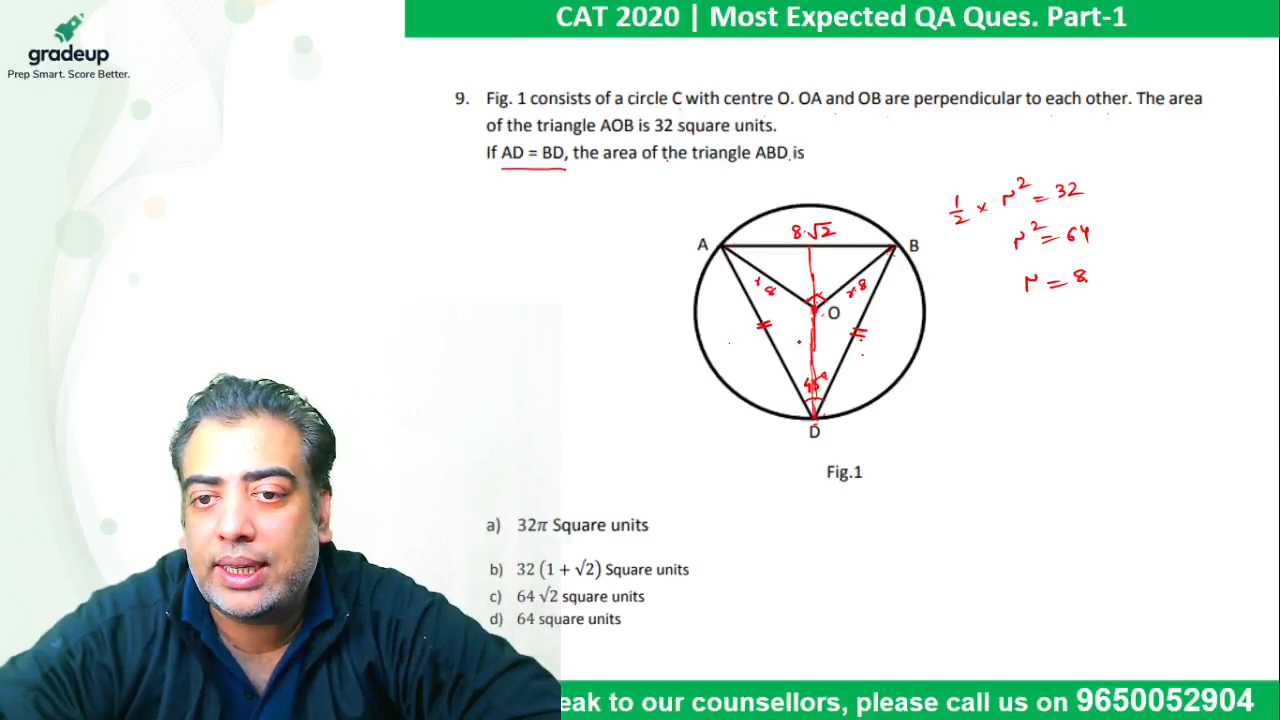 CAT 2020 | Most Expected QA Ques. Part-1
gradeup
Prep Smart. Score Better.
9. Fig. 1 consists of a circle C with centre O. OA and OB are perpendicular to each other. The area
of the triangle AOB is 32 square units.
If AD = BD, the area of the triangle ABD is
1/2 × r² = 32
r² = 64
r = 8
8√2
A
B
r 8
r 8
O
45°
D
Fig.1
a) 32π Square units
b) 32 (1 + √2) Square units
c) 64 √2 square units
d) 64 square units
eak to our counsellors, please call us on 9650052904